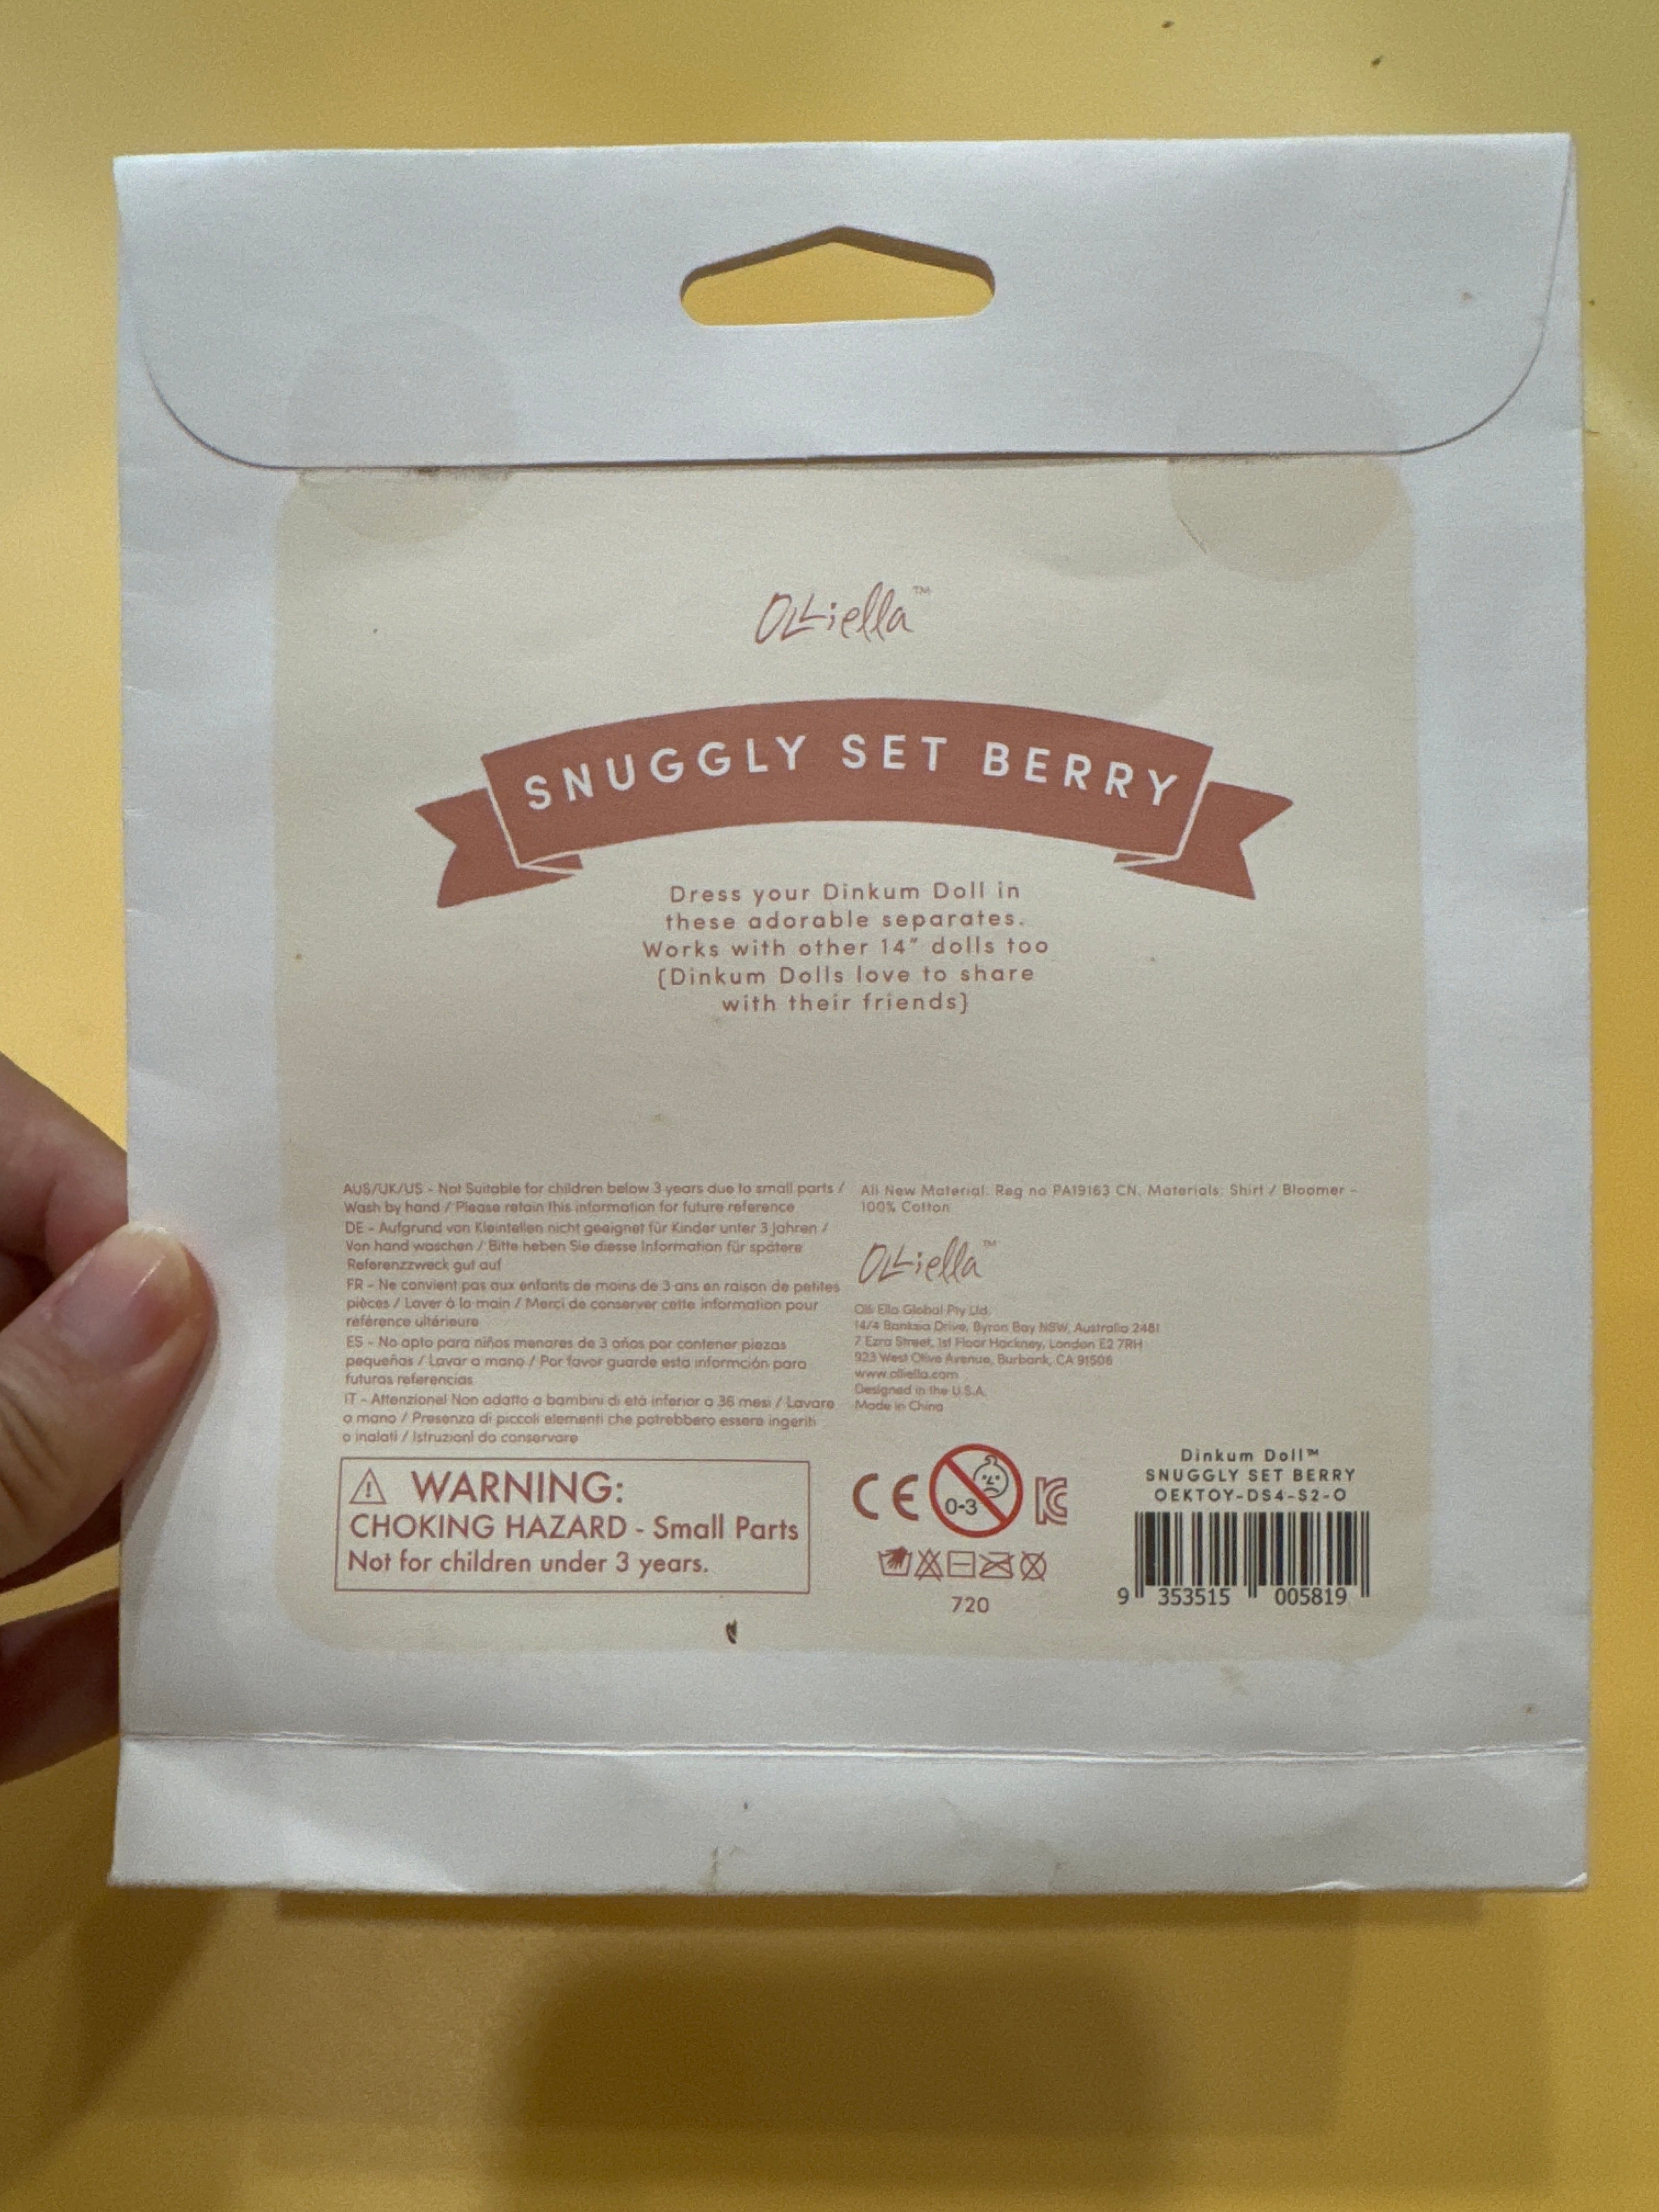 Olliella™
SNUGGLY SET BERRY
Dress your Dinkum Doll in
these adorable separates.
Works with other 14" dolls too
{Dinkum Dolls love to share
with their friends}
AUS/UK/US - Not Suitable for children below 3 years due to small parts /
Wash by hand / Please retain this information for future reference
DE - Aufgrund von Kleinteilen nicht geeignet für Kinder unter 3 Jahren /
Von hand waschen / Bitte heben Sie diesse Information für spätere
Referenzzweck gut auf
FR - Ne convient pas aux enfants de moins de 3 ans en raison de petites
pièces / Laver à la main / Merci de conserver cette information pour
référence ultérieure
ES - No apto para niños menores de 3 años por contener piezas
pequeñas / Lavar a mano / Por favor guarde esta informción para
futuras referencias
IT - Attenzione! Non adatto a bambini di età inferior a 36 mesi / Lavare
a mano / Presenza di piccoli elementi che potrebbero essere ingeriti
o inalati / Istruzioni da conservare
WARNING:
CHOKING HAZARD - Small Parts
Not for children under 3 years.
All New Material. Reg no PA19163 CN. Materials: Shirt / Bloomer -
100% Cotton
Olliella™
Olli Ella Global Pty Ltd.
14/4 Banksia Drive, Byron Bay NSW, Australia 2481
7 Ezra Street, 1st Floor Hackney, London E2 7RH
923 West Olive Avenue, Burbank, CA 91506
www.olliella.com
Designed in the U.S.A.
Made in China
CE 0-3 KC
720
Dinkum Doll™
SNUGGLY SET BERRY
OEKTOY-DS4-S2-O
9 353515 005819